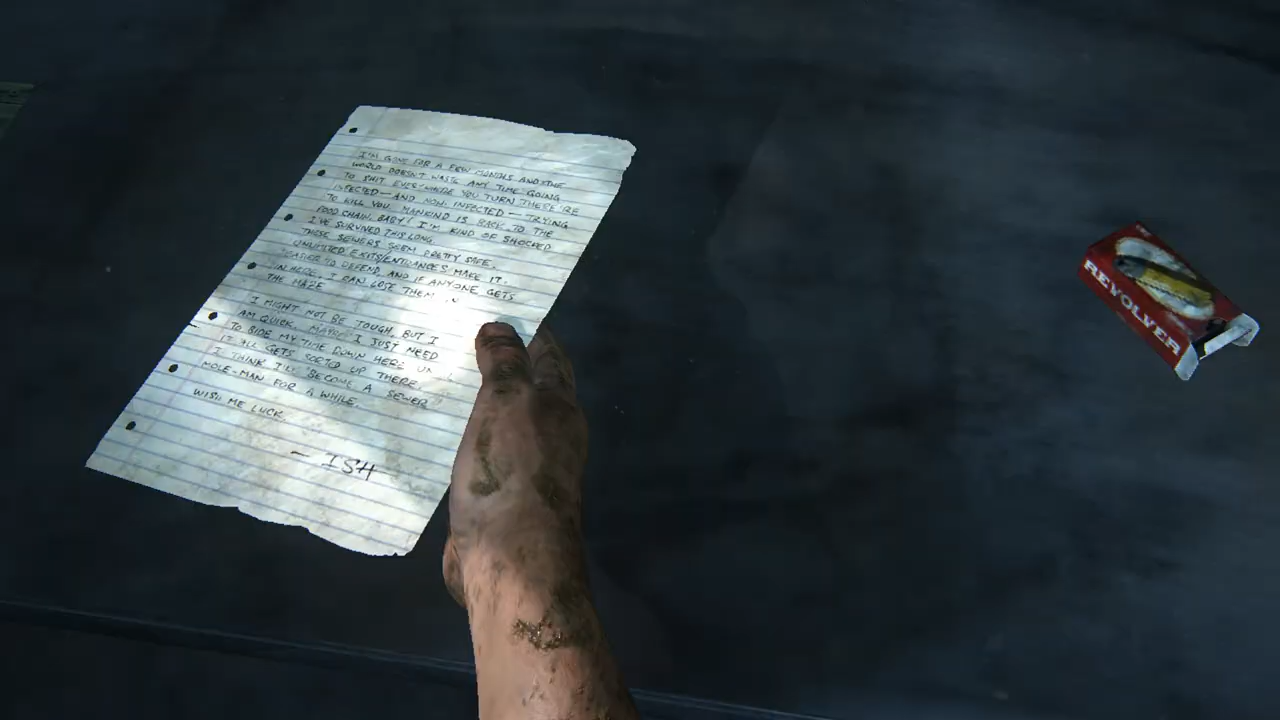 I'M GONE FOR A FEW MONTHS AND THE
WORLD DOESN'T WASTE ANY TIME GOING
TO SHIT. EVERYWHERE YOU TURN THERE'RE
INFECTED—AND NON INFECTED—TRYING
TO KILL YOU. MANKIND IS BACK TO THE
FOOD CHAIN, BABY! I'M KIND OF SHOCKED
I'VE SURVIVED THIS LONG.
THESE SEWERS SEEM PRETTY SAFE.
UNLIMITED EXITS/ENTRANCES MAKE IT
EASIER TO DEFEND AND IF ANYONE GETS
IN HERE, I CAN LOSE THEM IN
THE MAZE
I MIGHT NOT BE TOUGH, BUT I
AM QUICK. MAYBE I JUST NEED
TO BIDE MY TIME DOWN HERE
IT ALL GETS SORTED UP THERE.
I THINK I'LL BECOME A SEWER
MOLE-MAN FOR A WHILE.
WISH ME LUCK
— ISH
REVOLVER